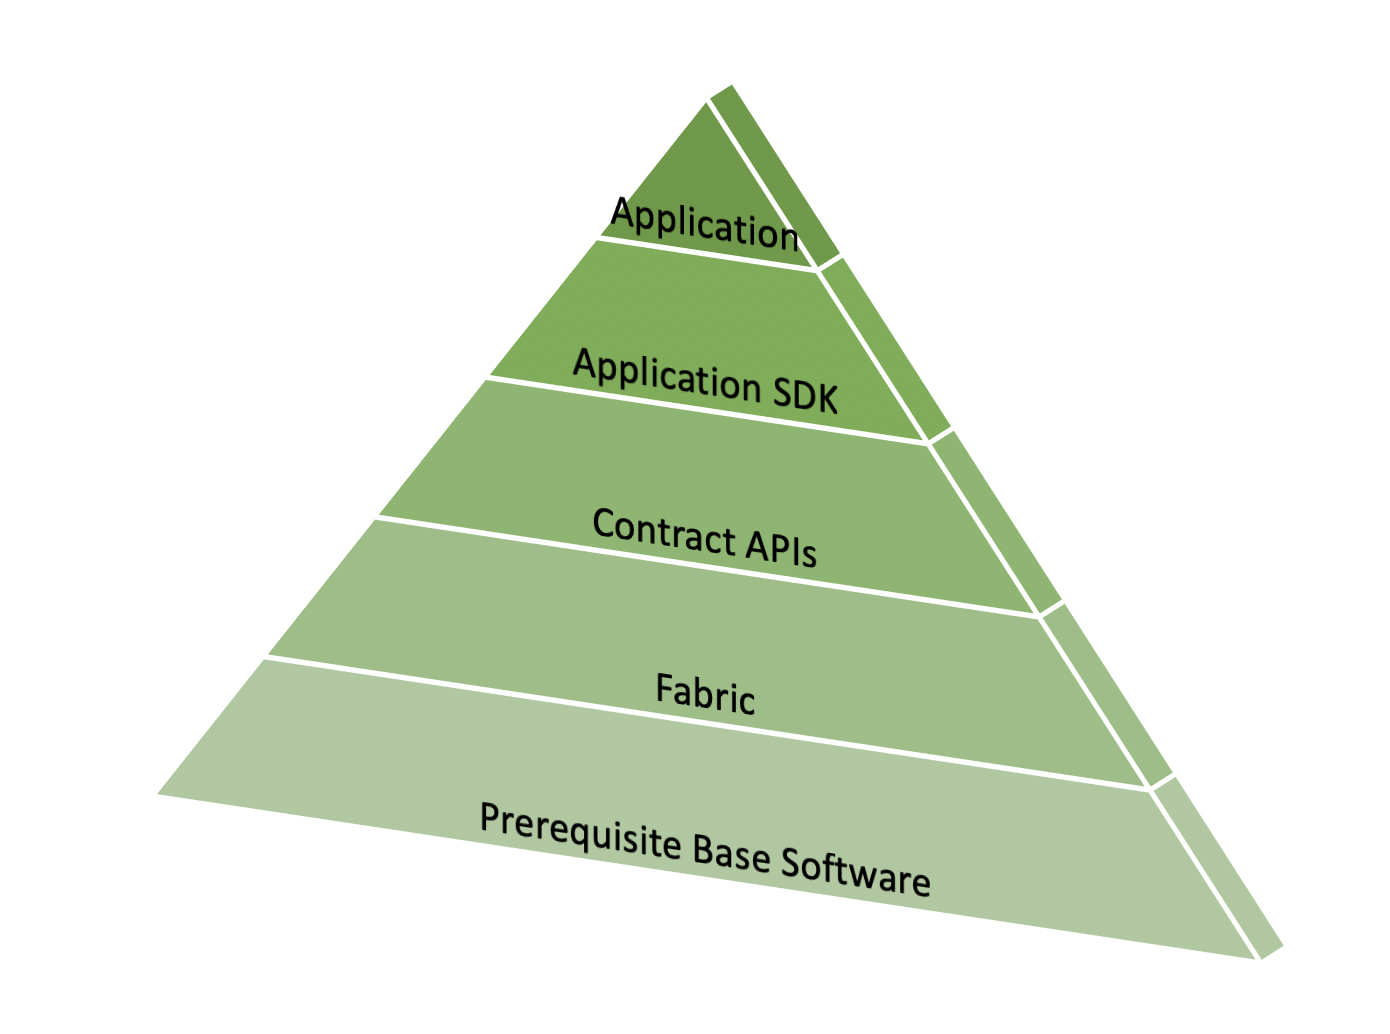 Application
Application SDK
Contract APIs
Fabric
Prerequisite Base Software